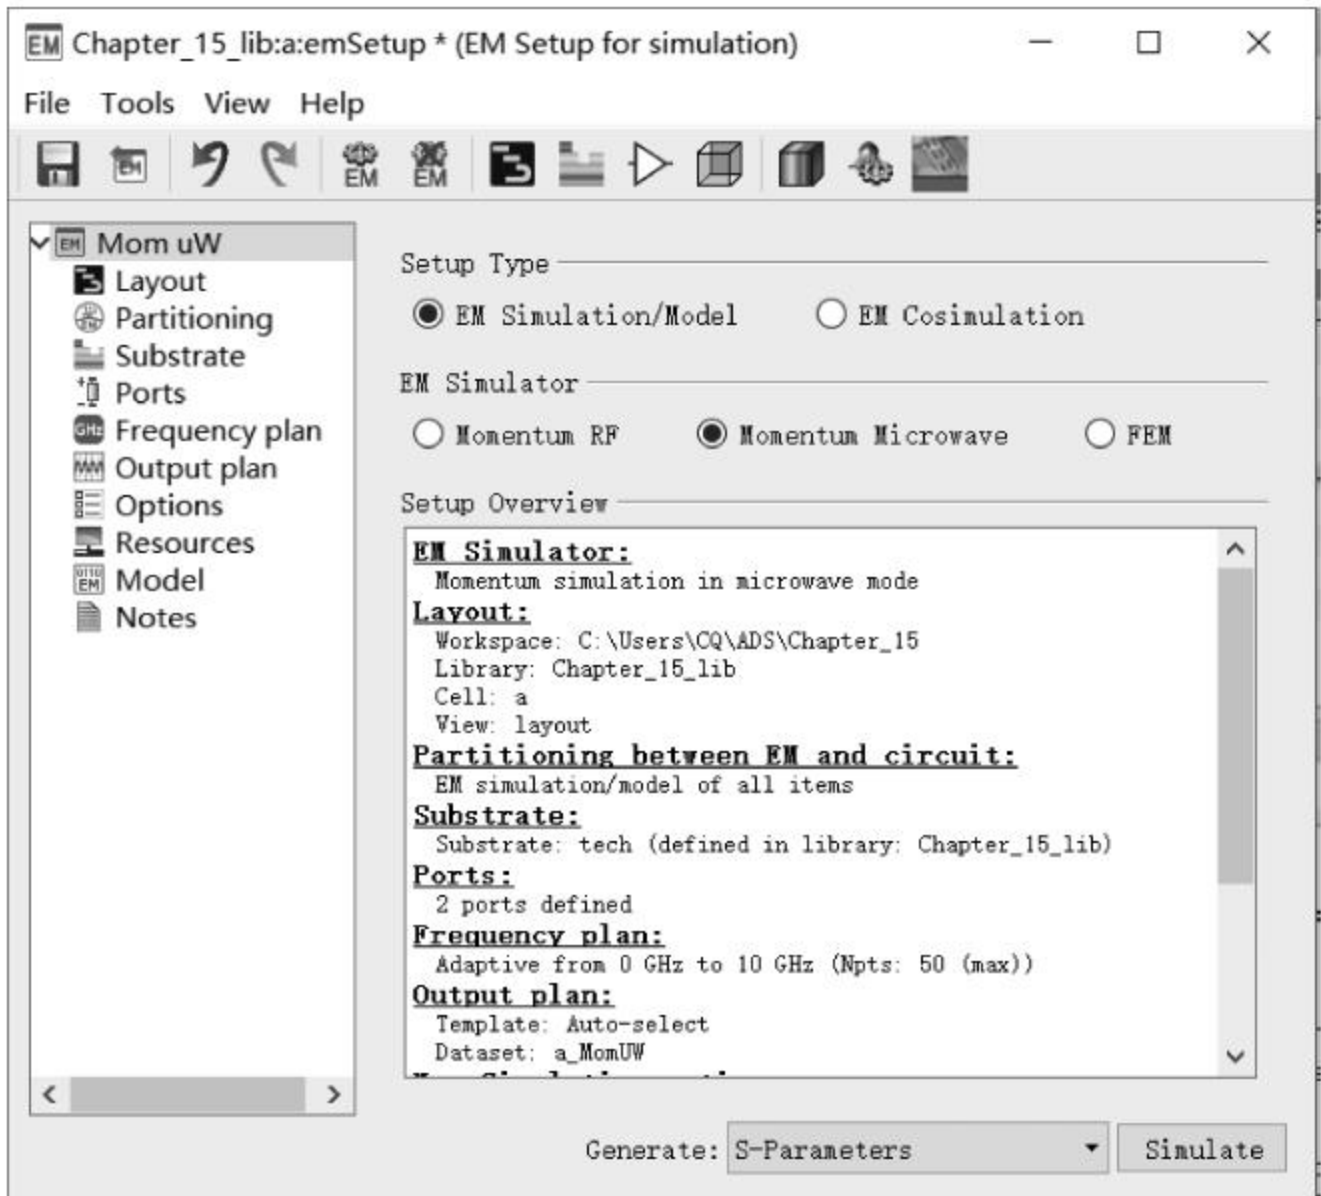 EM Chapter_15_lib:a:emSetup * (EM Setup for simulation)
File Tools View Help
EM EM EM
Mom uW
Layout
Partitioning
Substrate
Ports
Frequency plan
Output plan
Options
Resources
Model
Notes
Setup Type
EM Simulation/Model EM Cosimulation
EM Simulator
Momentum RF Momentum Microwave FEM
Setup Overview
EM Simulator:
Momentum simulation in microwave mode
Layout:
Workspace: C:\Users\CQ\ADS\Chapter_15
Library: Chapter_15_lib
Cell: a
View: layout
Partitioning between EM and circuit:
EM simulation/model of all items
Substrate:
Substrate: tech (defined in library: Chapter_15_lib)
Ports:
2 ports defined
Frequency plan:
Adaptive from 0 GHz to 10 GHz (Npts: 50 (max))
Output plan:
Template: Auto-select
Dataset: a_MomUW
Generate: S-Parameters Simulate